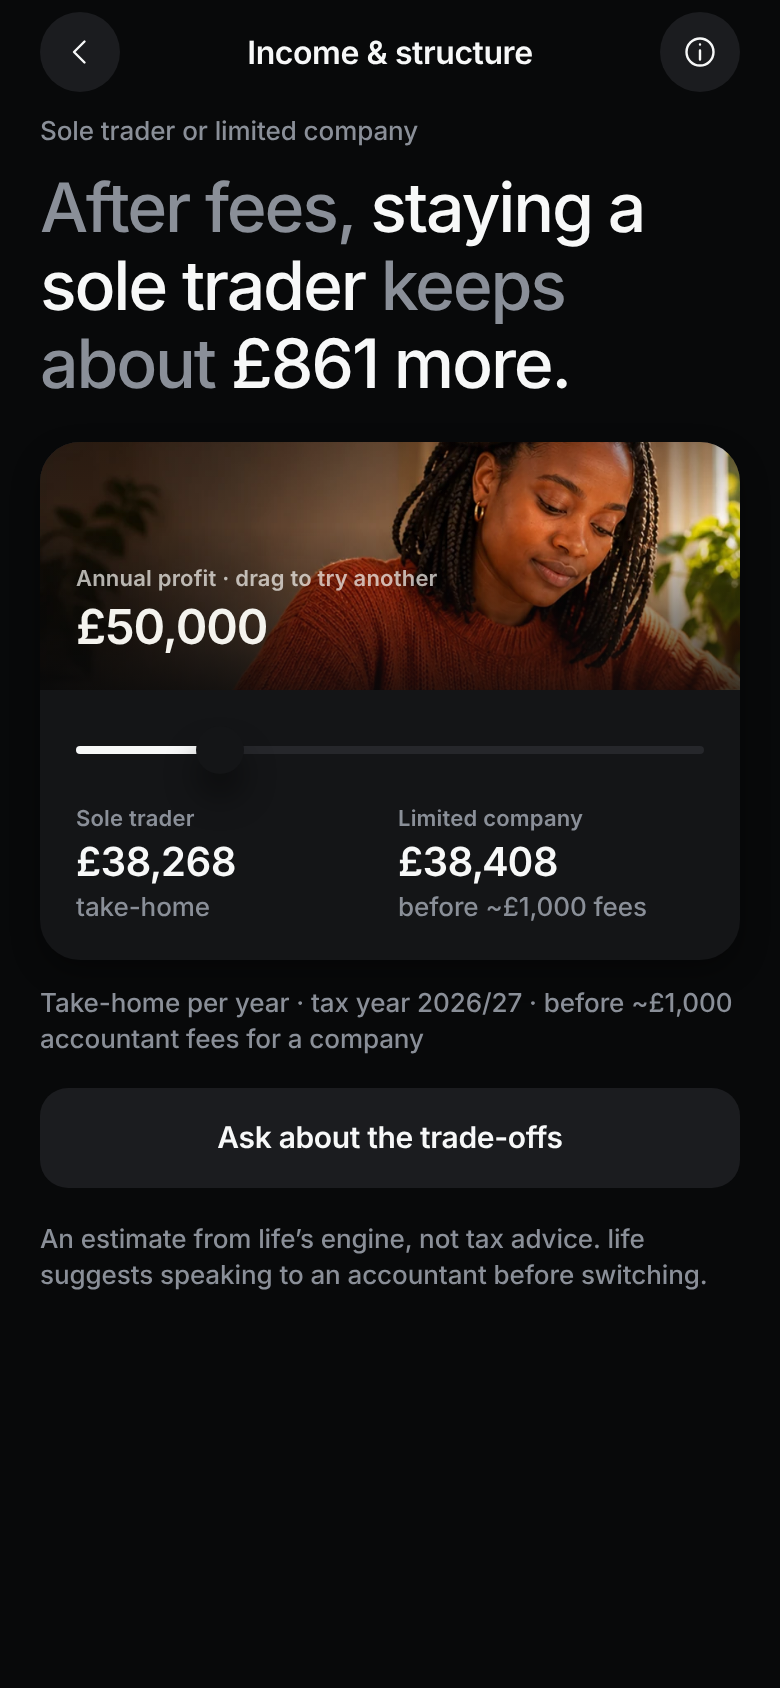 Income & structure
Sole trader or limited company
After fees, staying a
sole trader keeps
about £861 more.
Annual profit · drag to try another
£50,000
Sole trader
Limited company
£38,268
£38,408
take-home
before ~£1,000 fees
Take-home per year · tax year 2026/27 · before ~£1,000
accountant fees for a company
Ask about the trade-offs
An estimate from life’s engine, not tax advice. life
suggests speaking to an accountant before switching.